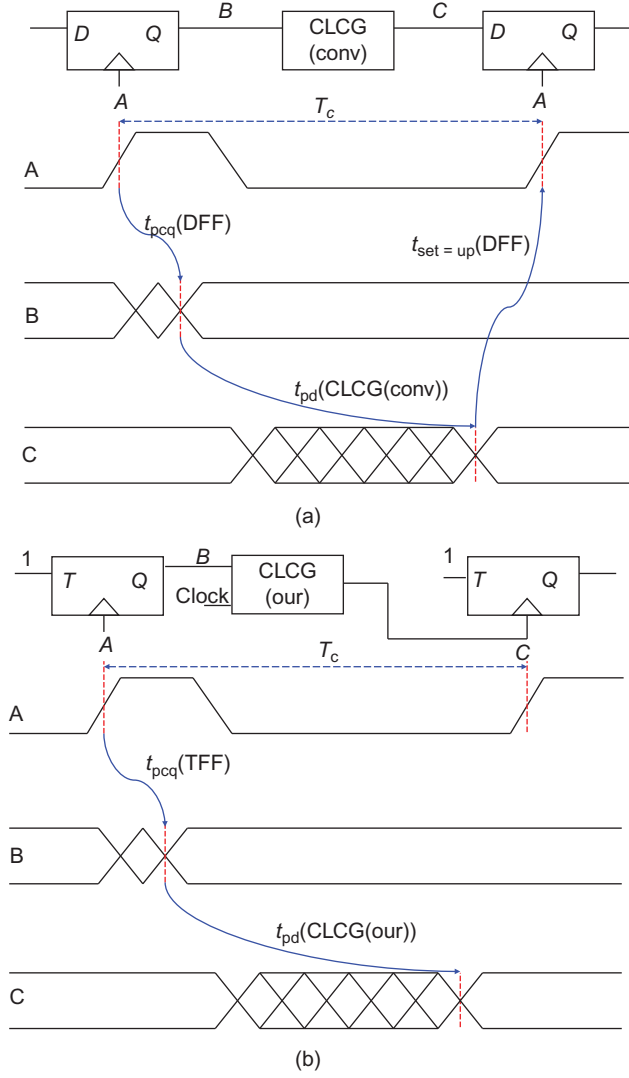 B C
D Q CLCG (conv) D Q
A A
T_c
A
t_pcq(DFF)
t_set = up(DFF)
B
t_pd(CLCG(conv))
C
(a)
1 B 1
T Q CLCG (our) T Q
Clock
A C
T_c
A
t_pcq(TFF)
B
t_pd(CLCG(our))
C
(b)